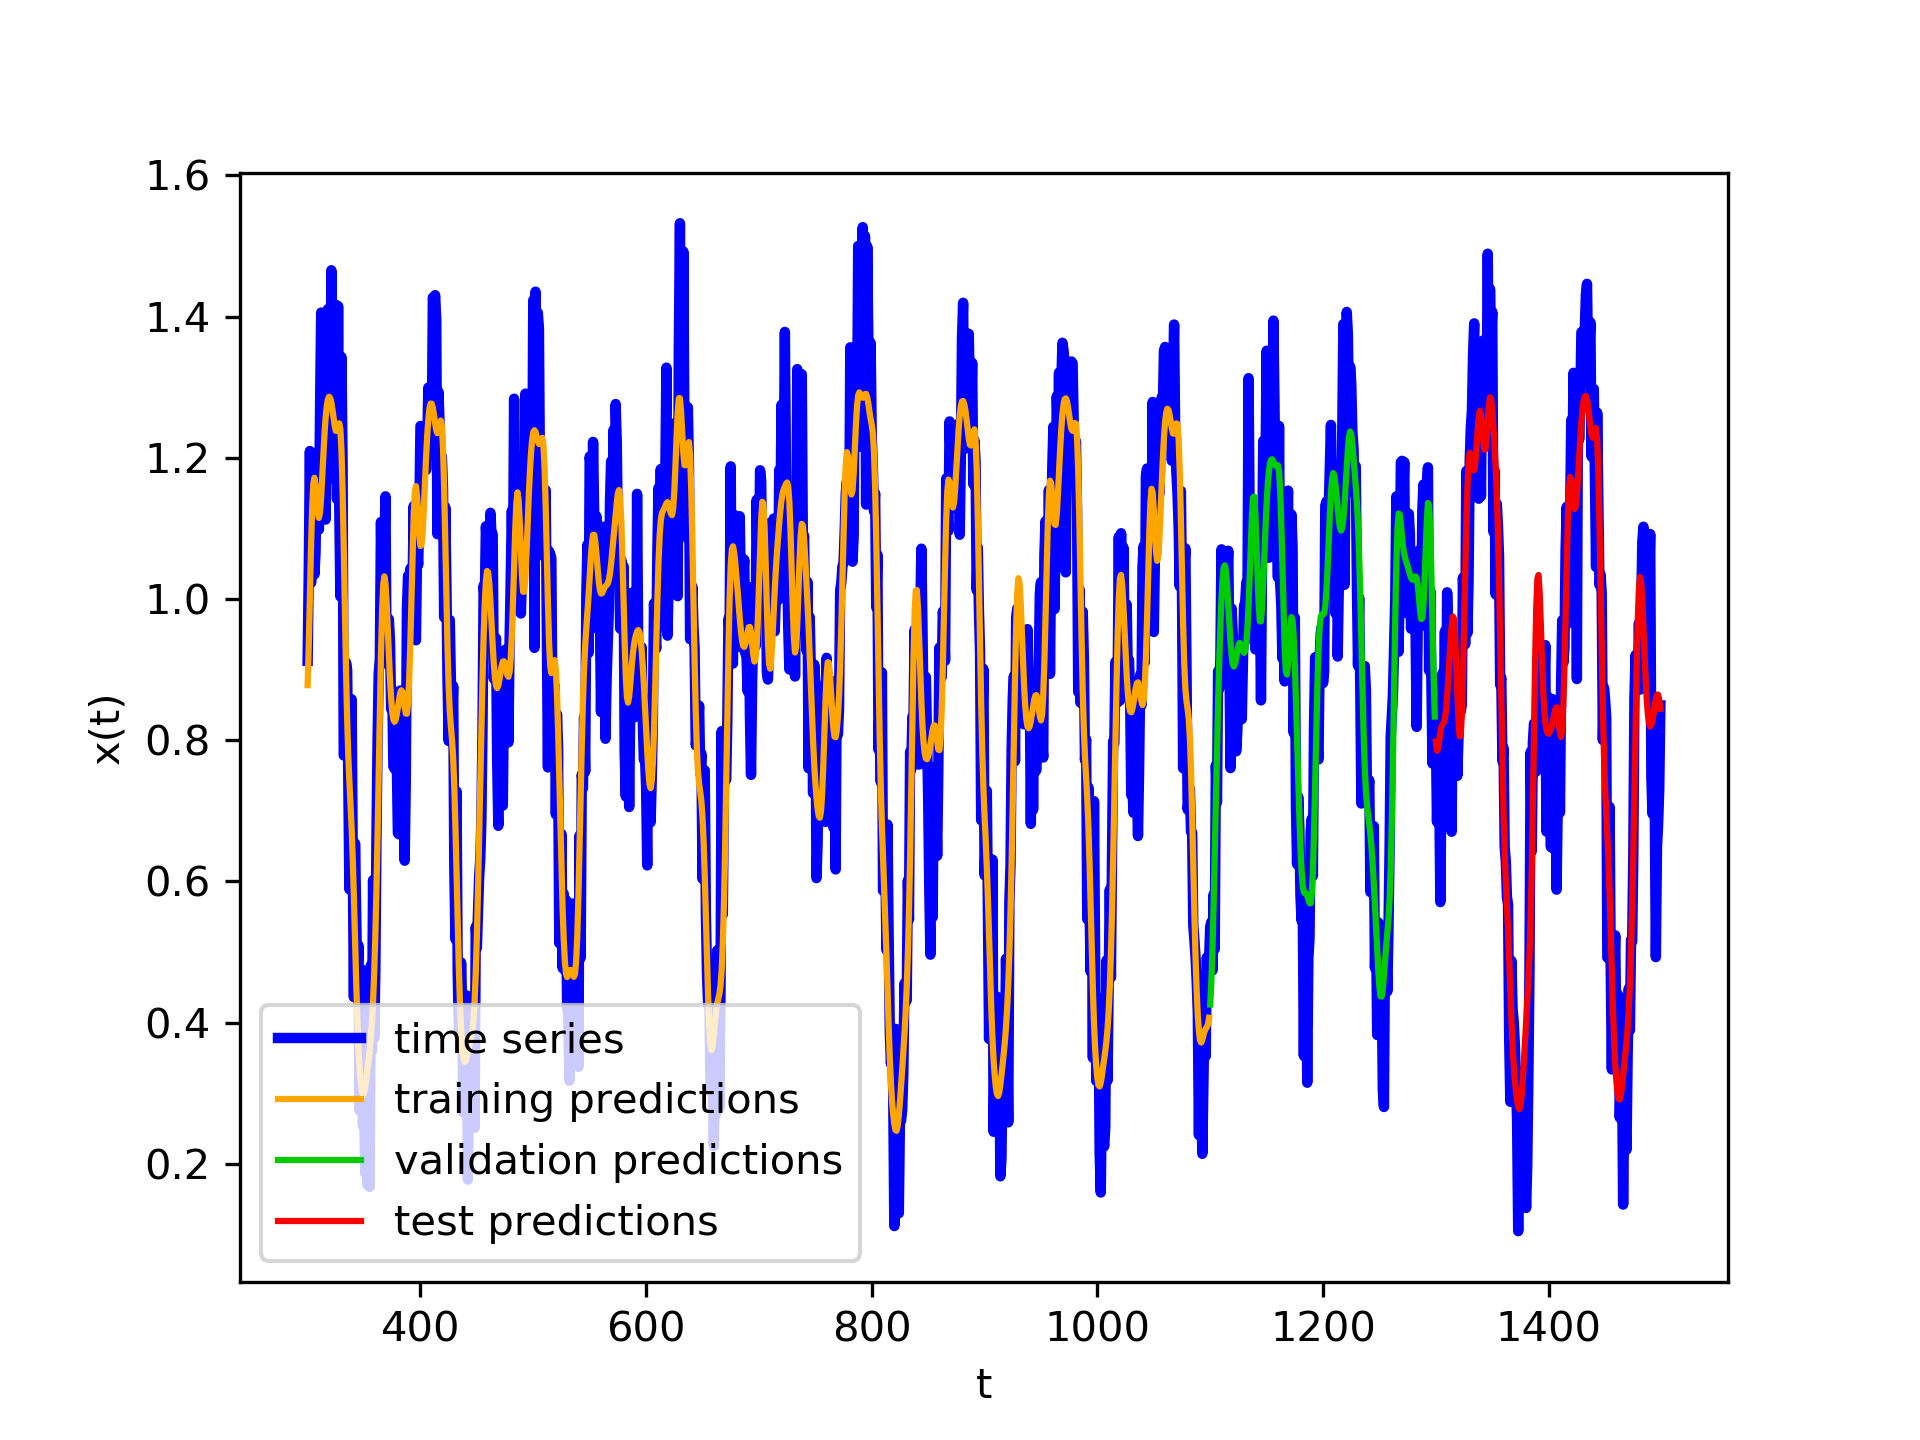 1.6
1.4
1.2
1.0
0.8
0.6
0.4
0.2
x(t)
time series
training predictions
validation predictions
test predictions
400 600 800 1000 1200 1400
t